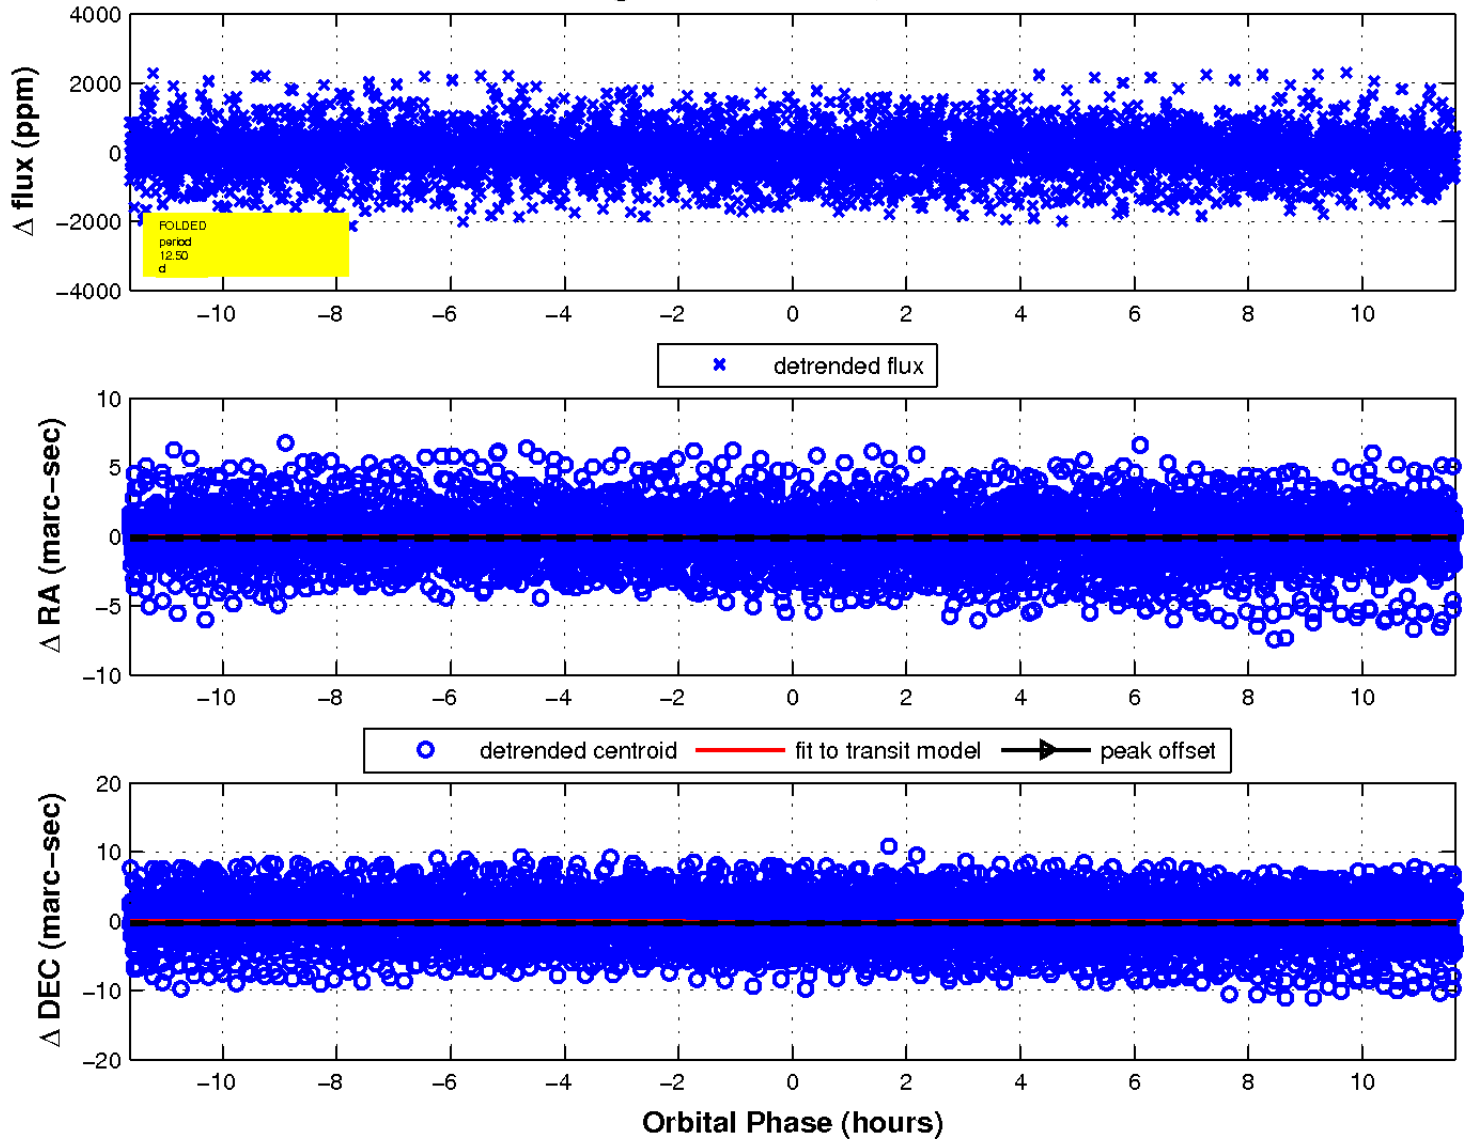 4000
2000
0
−2000
−4000
Δ flux (ppm)
FOLDED
period
12.50
d
−10 −8 −6 −4 −2 0 2 4 6 8 10
detrended flux
10
5
0
−5
−10
Δ RA (marc−sec)
−10 −8 −6 −4 −2 0 2 4 6 8 10
detrended centroid fit to transit model peak offset
20
10
0
−10
−20
Δ DEC (marc−sec)
−10 −8 −6 −4 −2 0 2 4 6 8 10
Orbital Phase (hours)